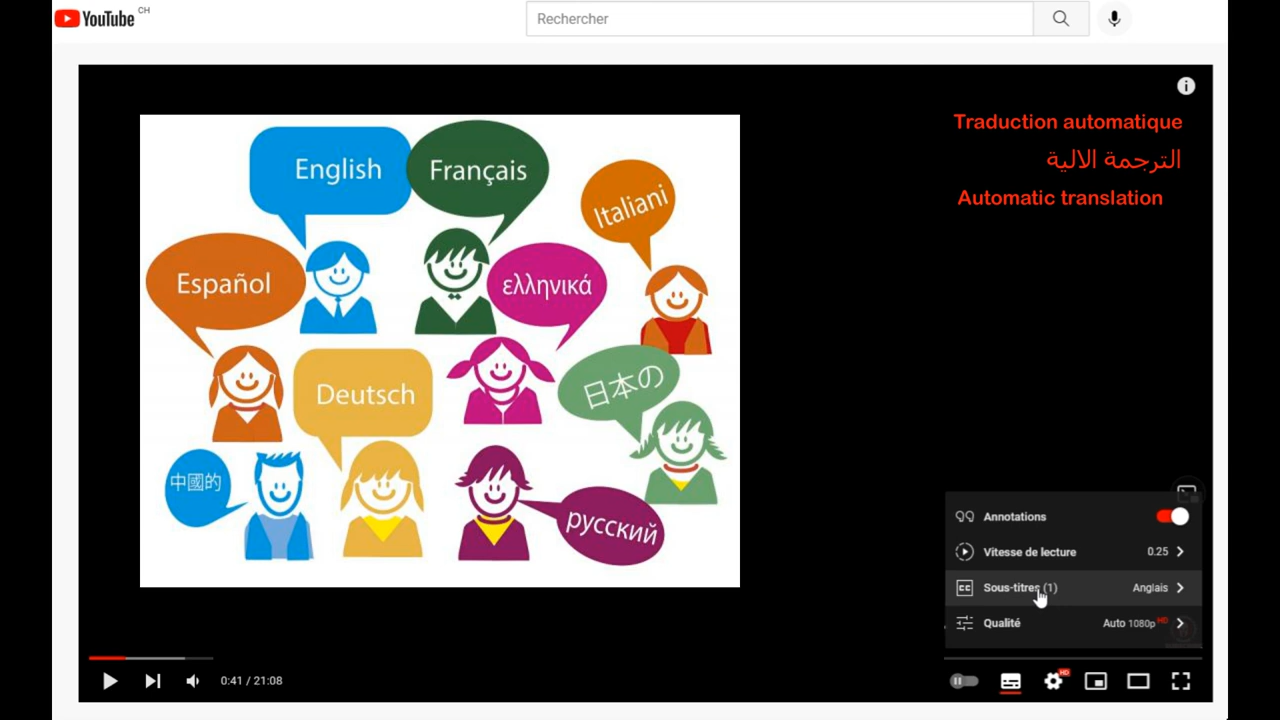 YouTube CH
Rechercher
Traduction automatique
الترجمة الالية
Automatic translation
English
Français
Italiani
Español
ελληνικά
Deutsch
日本の
中國的
русский
Annotations
Vitesse de lecture 0.25
Sous-titres (1) Anglais
Qualité Auto 1080p HD
0:41 / 21:08
HD